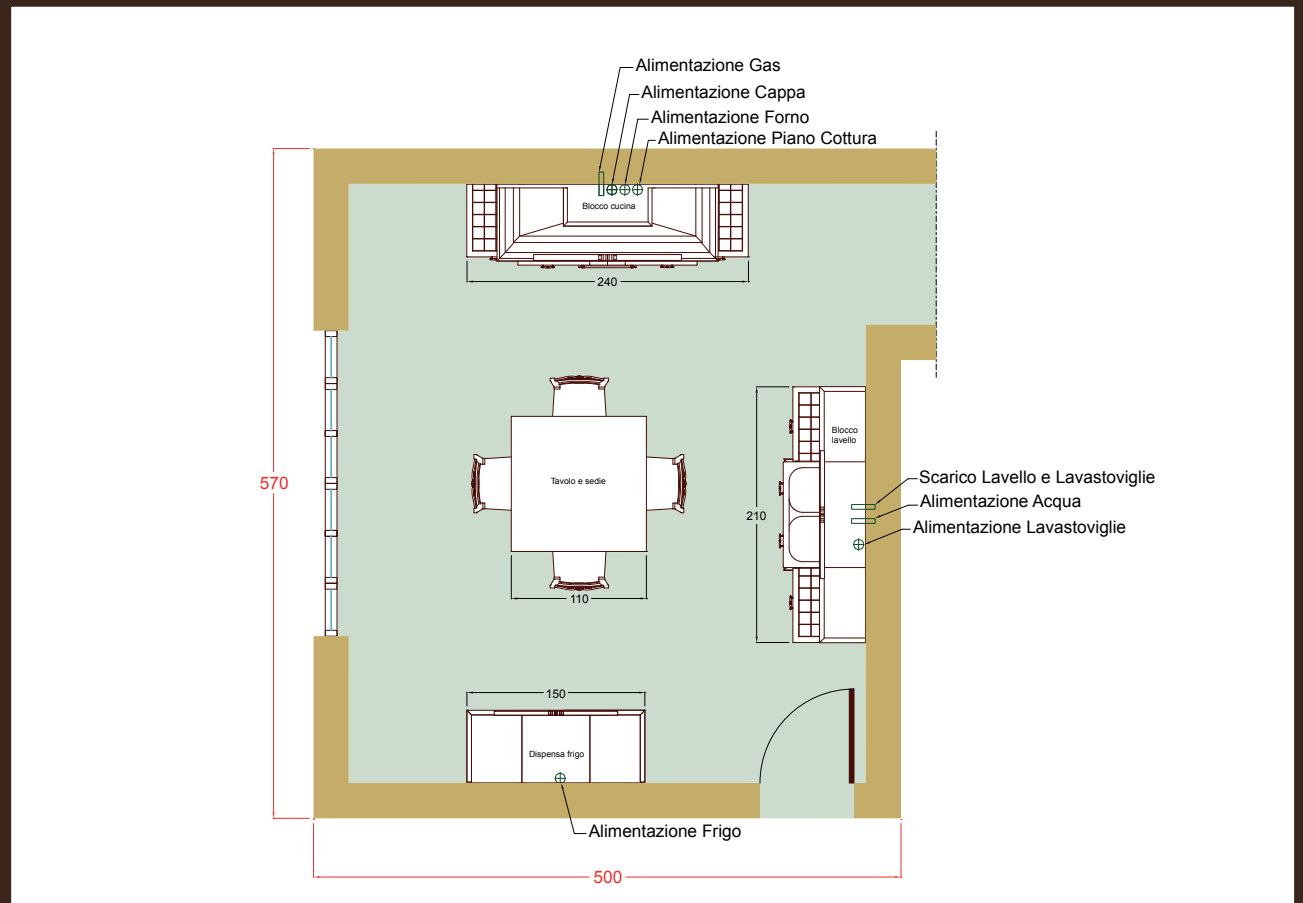 Alimentazione Gas
Alimentazione Cappa
Alimentazione Forno
Alimentazione Piano Cottura
Blocco cucina
240
570
Blocco
lavello
Tavolo e sedie
210
Scarico Lavello e Lavastoviglie
Alimentazione Acqua
Alimentazione Lavastoviglie
110
150
Dispensa frigo
Alimentazione Frigo
500